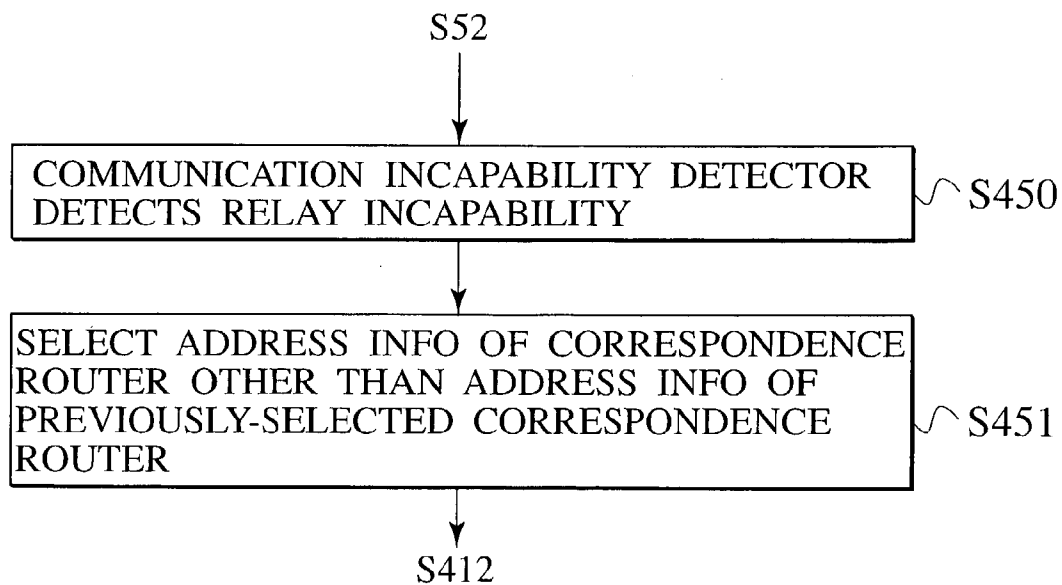 S52
COMMUNICATION INCAPABILITY DETECTOR
DETECTS RELAY INCAPABILITY
S450
SELECT ADDRESS INFO OF CORRESPONDENCE
ROUTER OTHER THAN ADDRESS INFO OF
PREVIOUSLY-SELECTED CORRESPONDENCE
ROUTER
S451
S412